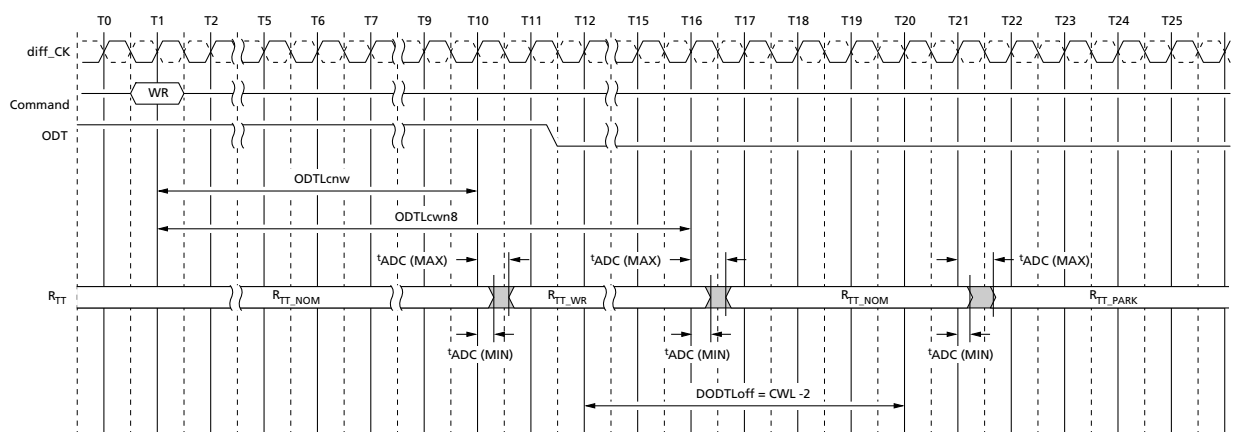 T0 T1 T2 T5 T6 T7 T9 T10 T11 T12 T15 T16 T17 T18 T19 T20 T21 T22 T23 T24 T25
diff_CK
WR
Command
ODT
ODTLcnw
ODTLcwn8
tADC (MAX) tADC (MAX) tADC (MAX)
RTT RTT_NOM RTT_WR RTT_NOM RTT_PARK
tADC (MIN) tADC (MIN) tADC (MIN)
DODTLoff = CWL -2